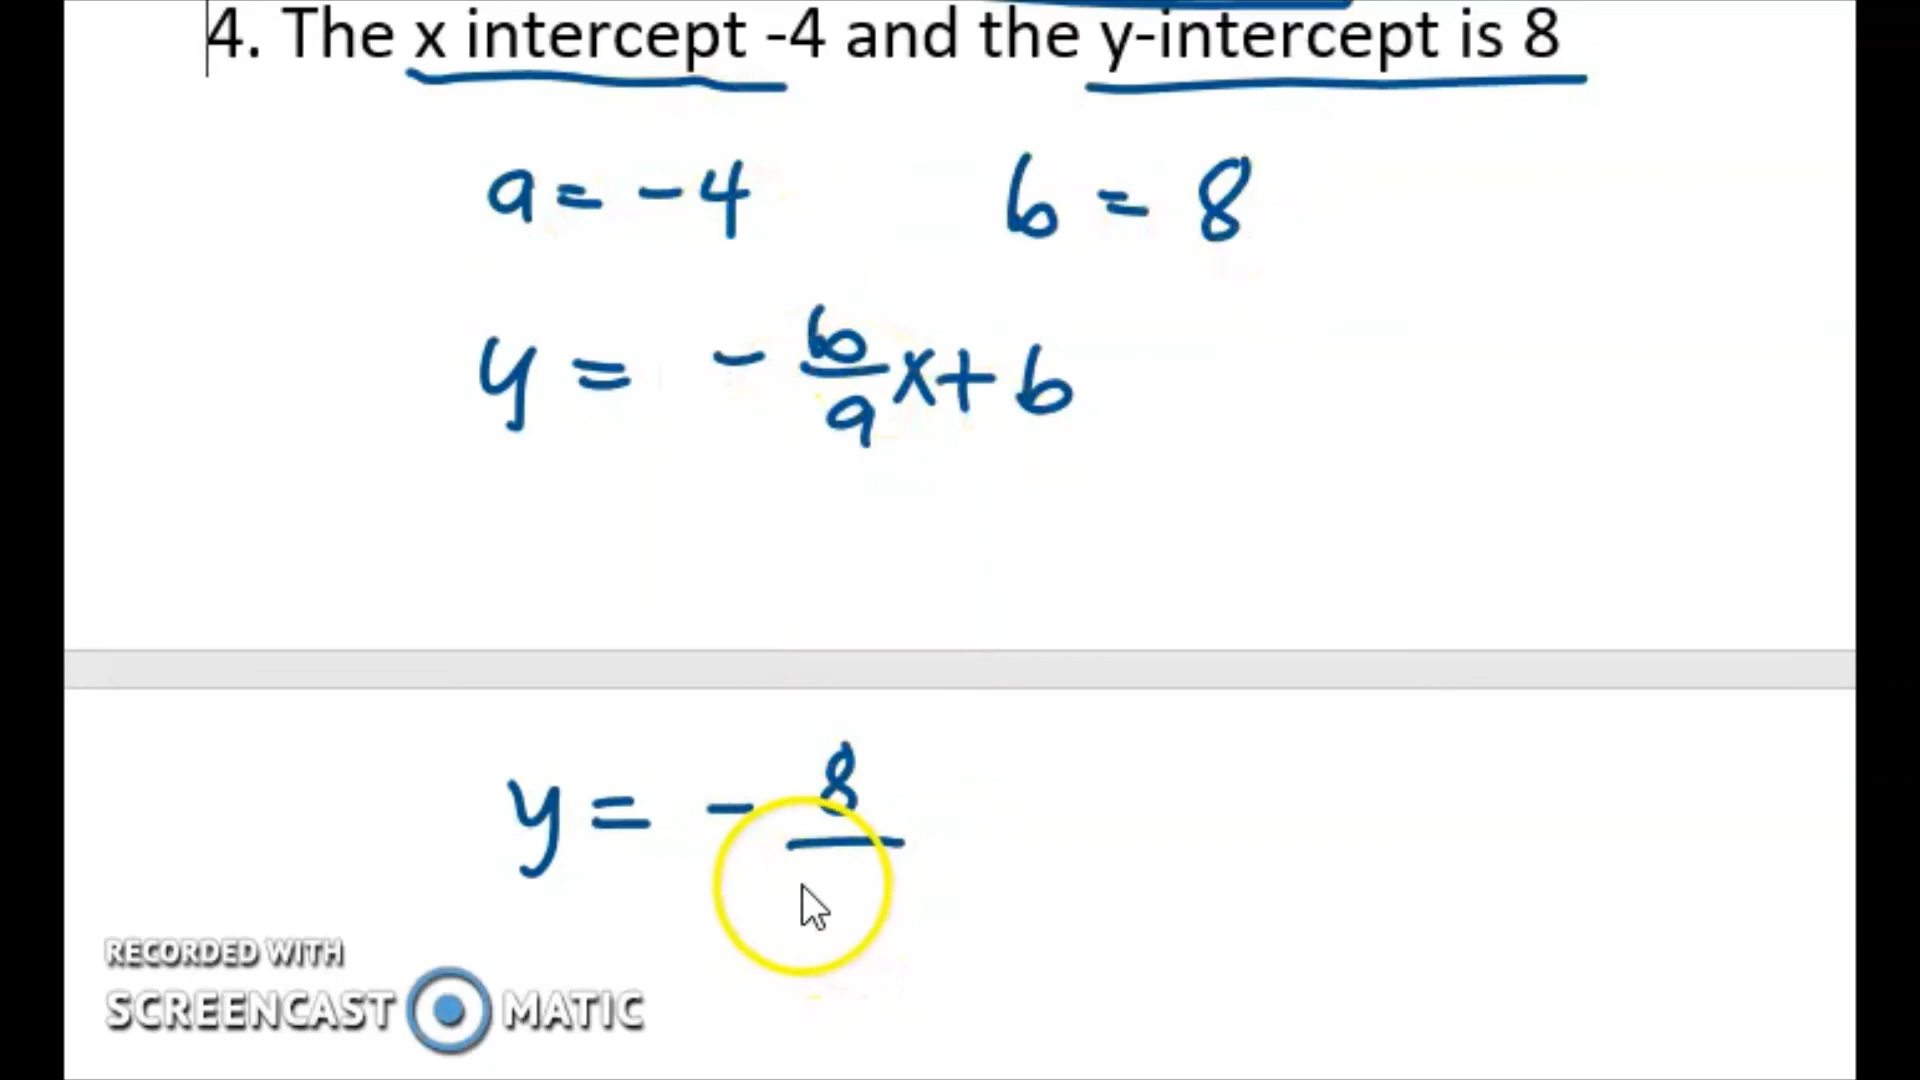 4. The x intercept -4 and the y-intercept is 8
a = -4 b = 8
y = - b/a x + b
y = - 8/
RECORDED WITH
SCREENCAST MATIC